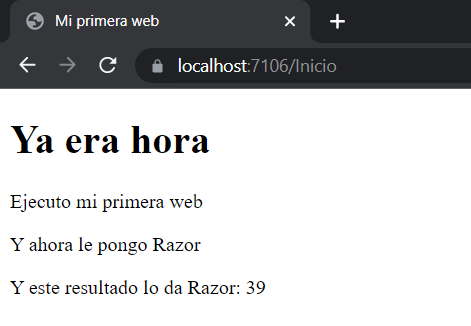 Mi primera web
localhost:7106/Inicio
Ya era hora
Ejecuto mi primera web
Y ahora le pongo Razor
Y este resultado lo da Razor: 39